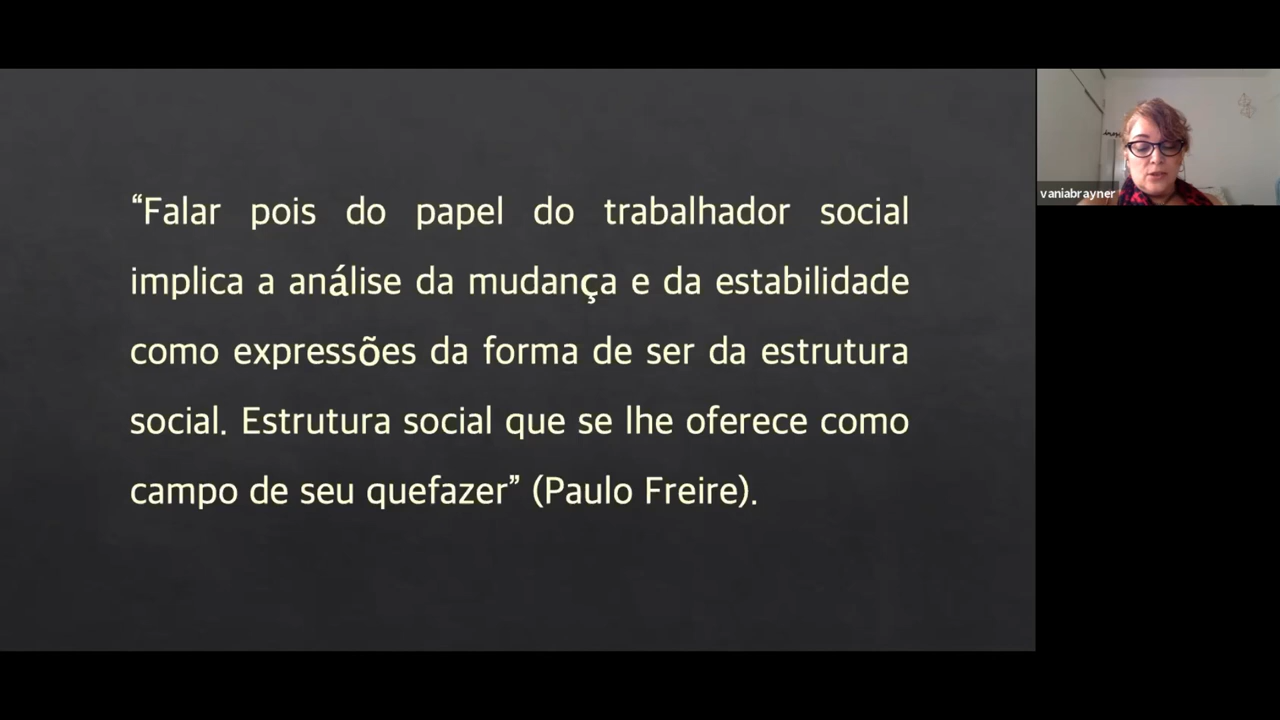 “Falar pois do papel do trabalhador social
implica a análise da mudança e da estabilidade
como expressões da forma de ser da estrutura
social. Estrutura social que se lhe oferece como
campo de seu quefazer” (Paulo Freire).
vaniabrayner